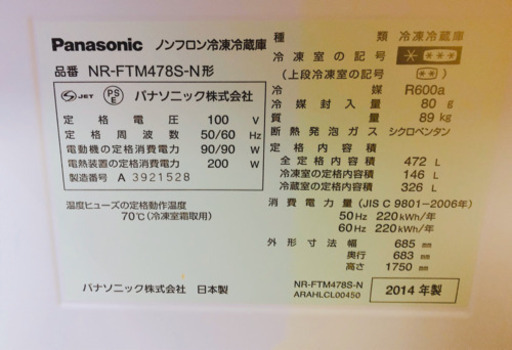 Panasonic ノンフロン冷凍冷蔵庫
品番 NR-FTM478S-N形
JET PSE パナソニック株式会社
定格電圧 100 V
定格周波数 50/60 Hz
電動機の定格消費電力 90/90 W
電熱装置の定格消費電力 200 W
製造番号 A 3921528
温度ヒューズの定格動作温度
70℃(冷凍室霜取用)
パナソニック株式会社 日本製
種類 冷凍冷蔵庫
冷凍室の記号 * ***
(上段冷凍室の記号 **)
冷媒 R600a
冷媒封入量 80 g
質量 89 kg
断熱発泡ガス シクロペンタン
定格内容積
全定格内容積 472 L
冷凍室の定格内容積 146 L
冷蔵室の定格内容積 326 L
消費電力量(JIS C 9801-2006年)
50 Hz 220 kWh/年
60 Hz 220 kWh/年
外形寸法 幅 685 mm
奥行 683 mm
高さ 1750 mm
NR-FTM478S-N
ARAHLCL00450
2014 年製